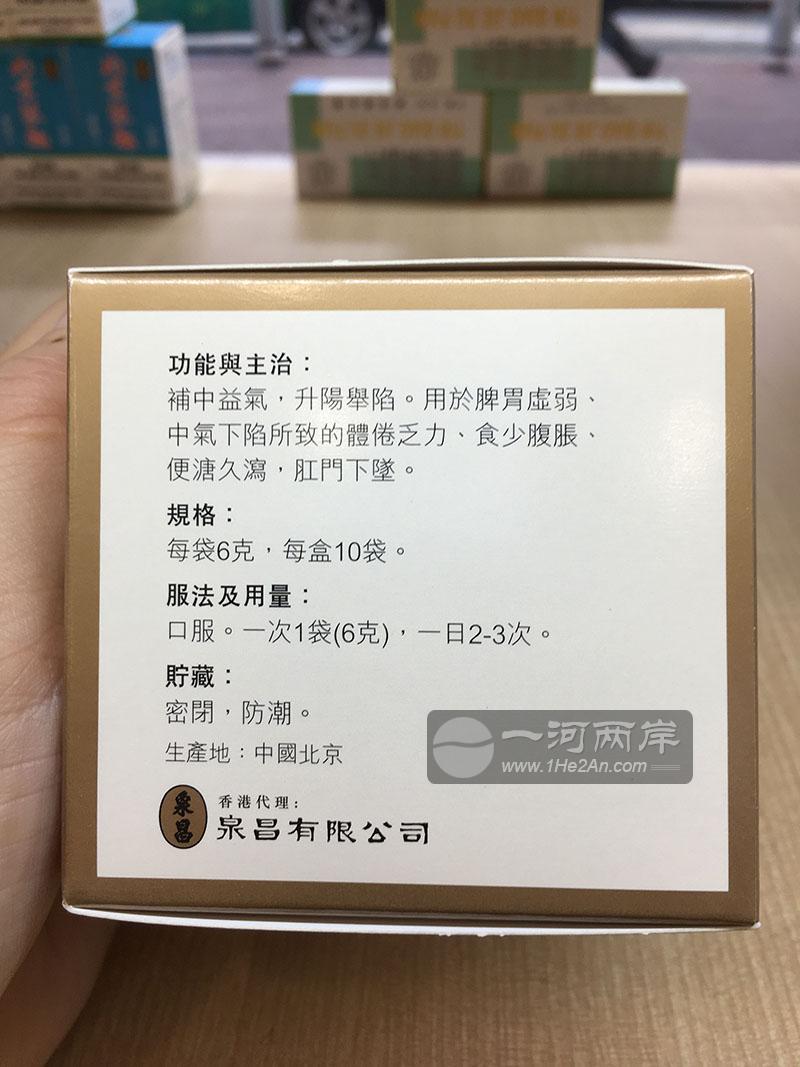 功能與主治：
補中益氣，升陽舉陷。用於脾胃虛弱、
中氣下陷所致的體倦乏力、食少腹脹、
便溏久瀉，肛門下墜。
規格：
每袋6克，每盒10袋。
服法及用量：
口服。一次1袋(6克)，一日2-3次。
貯藏：
密閉，防潮。
生產地：中國北京
泉昌
香港代理：
泉昌有限公司
一河两岸
www.1He2An.com